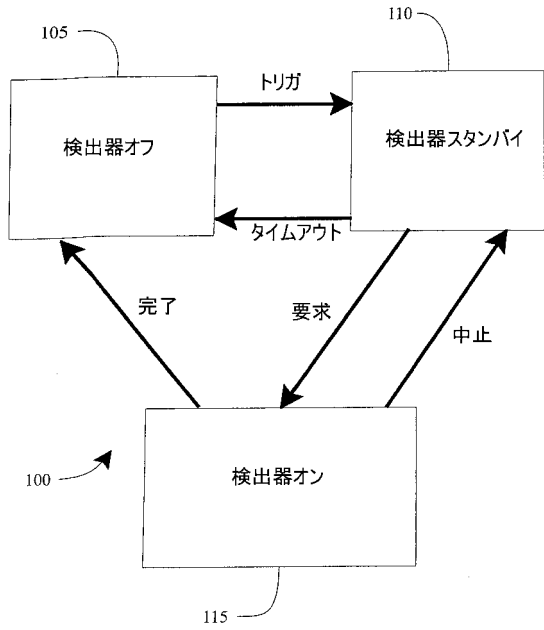 105
110
トリガ
検出器オフ
検出器スタンバイ
タイムアウト
完了
要求
中止
100
検出器オン
115